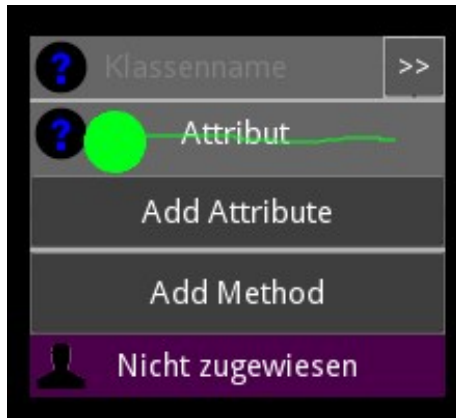 ? Klassenname >>
? Attribut
Add Attribute
Add Method
Nicht zugewiesen